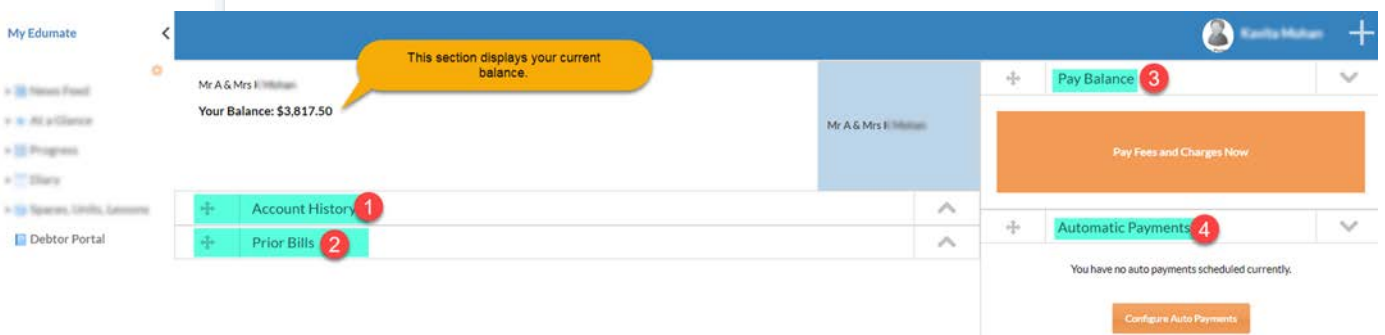 My Edumate
Debtor Portal
This section displays your current
balance.
Mr A & Mrs
Your Balance: $3,817.50
Mr A & Mrs
Account History 1
Prior Bills 2
Pay Balance 3
Pay Fees and Charges Now
Automatic Payments 4
You have no auto payments scheduled currently.
Configure Auto Payments